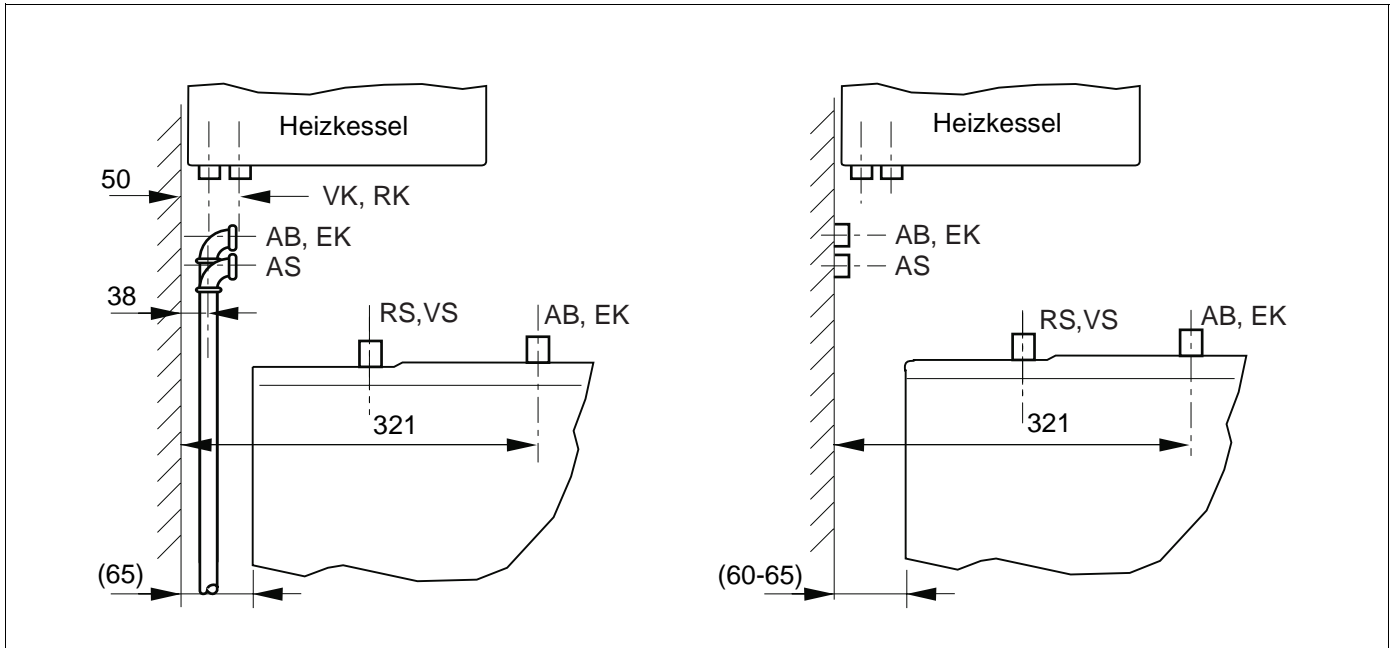 Heizkessel
50
VK, RK
AB, EK
AS
38
RS,VS
AB, EK
321
(65)
Heizkessel
AB, EK
AS
RS,VS
AB, EK
321
(60-65)